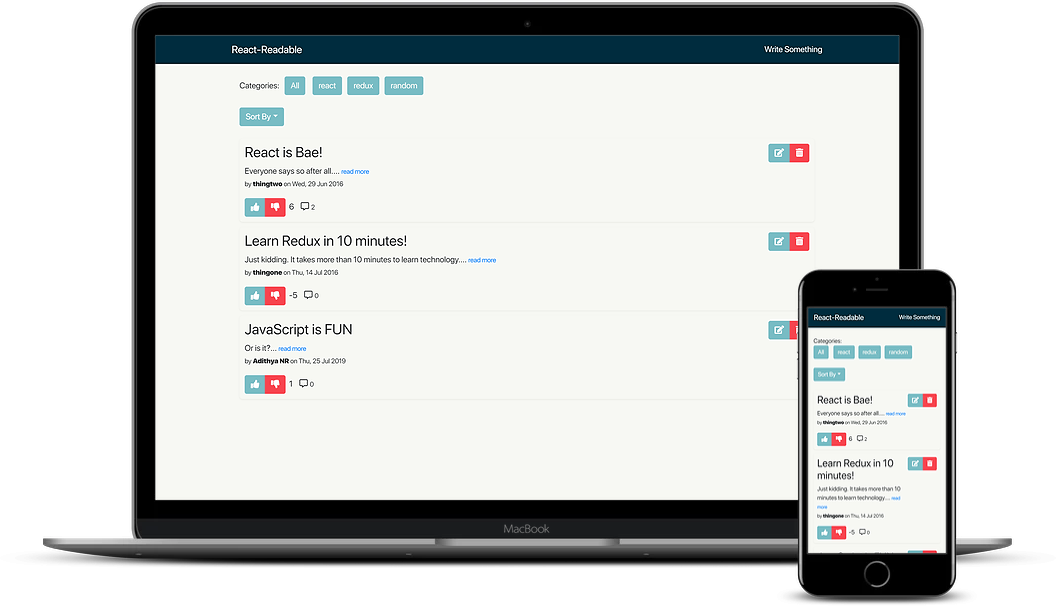 React-Readable Write Something
Categories: All react redux random
Sort By
React is Bae!
Everyone says so after all.... read more
by thingtwo on Wed, 29 Jun 2016
6 2
Learn Redux in 10 minutes!
Just kidding. It takes more than 10 minutes to learn technology.... read more
by thingone on Thu, 14 Jul 2016
-5 0
JavaScript is FUN
Or is it?... read more
by Adithya NR on Thu, 25 Jul 2019
1 0
MacBook
React-Readable Write Something
Categories:
All react redux random
Sort By
React is Bae!
Everyone says so after all.... read more
by thingtwo on Wed, 29 Jun 2016
6 2
Learn Redux in 10
minutes!
Just kidding. It takes more than 10
minutes to learn technology.... read
more
by thingone on Thu, 14 Jul 2016
-5 0